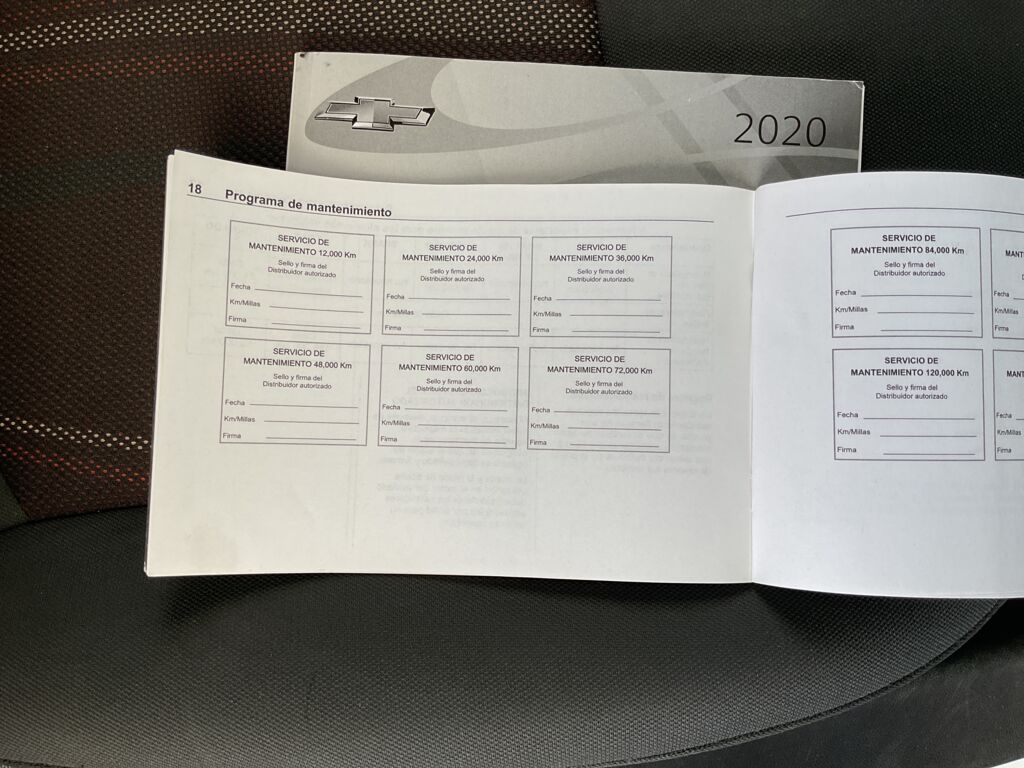 2020
18 Programa de mantenimiento
SERVICIO DE
MANTENIMIENTO 12,000 Km
Sello y firma del
Distribuidor autorizado
Fecha
Km/Millas
Firma
SERVICIO DE
MANTENIMIENTO 24,000 Km
Sello y firma del
Distribuidor autorizado
Fecha
Km/Millas
Firma
SERVICIO DE
MANTENIMIENTO 36,000 Km
Sello y firma del
Distribuidor autorizado
Fecha
Km/Millas
Firma
SERVICIO DE
MANTENIMIENTO 48,000 Km
Sello y firma del
Distribuidor autorizado
Fecha
Km/Millas
Firma
SERVICIO DE
MANTENIMIENTO 60,000 Km
Sello y firma del
Distribuidor autorizado
Fecha
Km/Millas
Firma
SERVICIO DE
MANTENIMIENTO 72,000 Km
Sello y firma del
Distribuidor autorizado
Fecha
Km/Millas
Firma
SERVICIO DE
MANTENIMIENTO 84,000 Km
Sello y firma del
Distribuidor autorizado
Fecha
Km/Millas
Firma
MANT
Fecha
Km/Millas
Firma
SERVICIO DE
MANTENIMIENTO 120,000 Km
Sello y firma del
Distribuidor autorizado
Fecha
Km/Millas
Firma
MANT
Fecha
Km/Millas
Firma